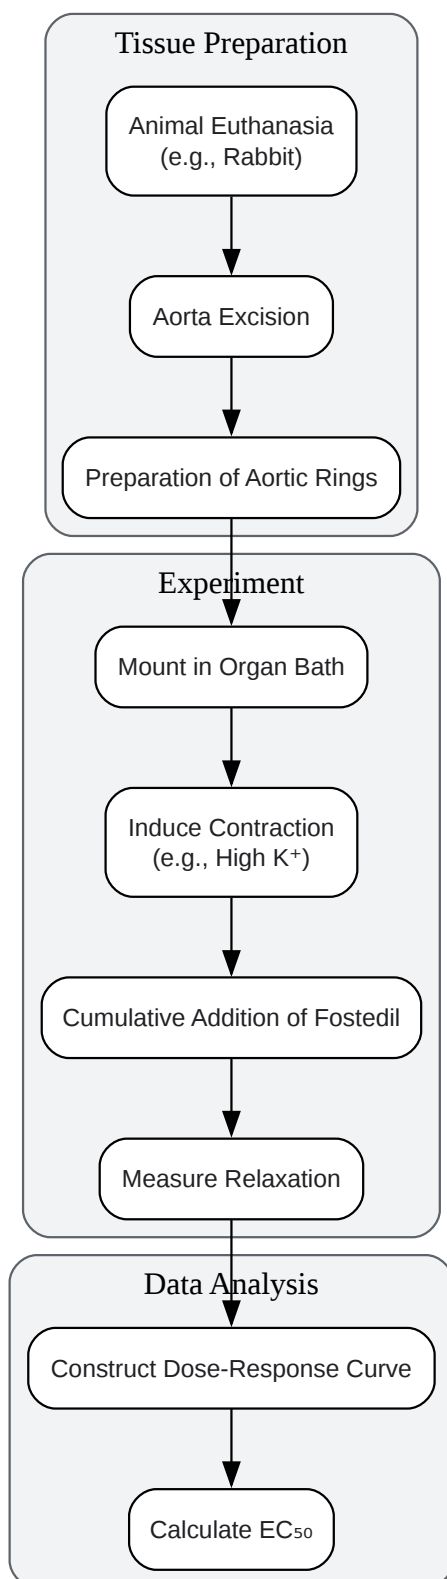 Tissue Preparation
Animal Euthanasia
(e.g., Rabbit)
Aorta Excision
Preparation of Aortic Rings
Experiment
Mount in Organ Bath
Induce Contraction
(e.g., High K⁺)
Cumulative Addition of Fostedil
Measure Relaxation
Data Analysis
Construct Dose-Response Curve
Calculate EC₅₀